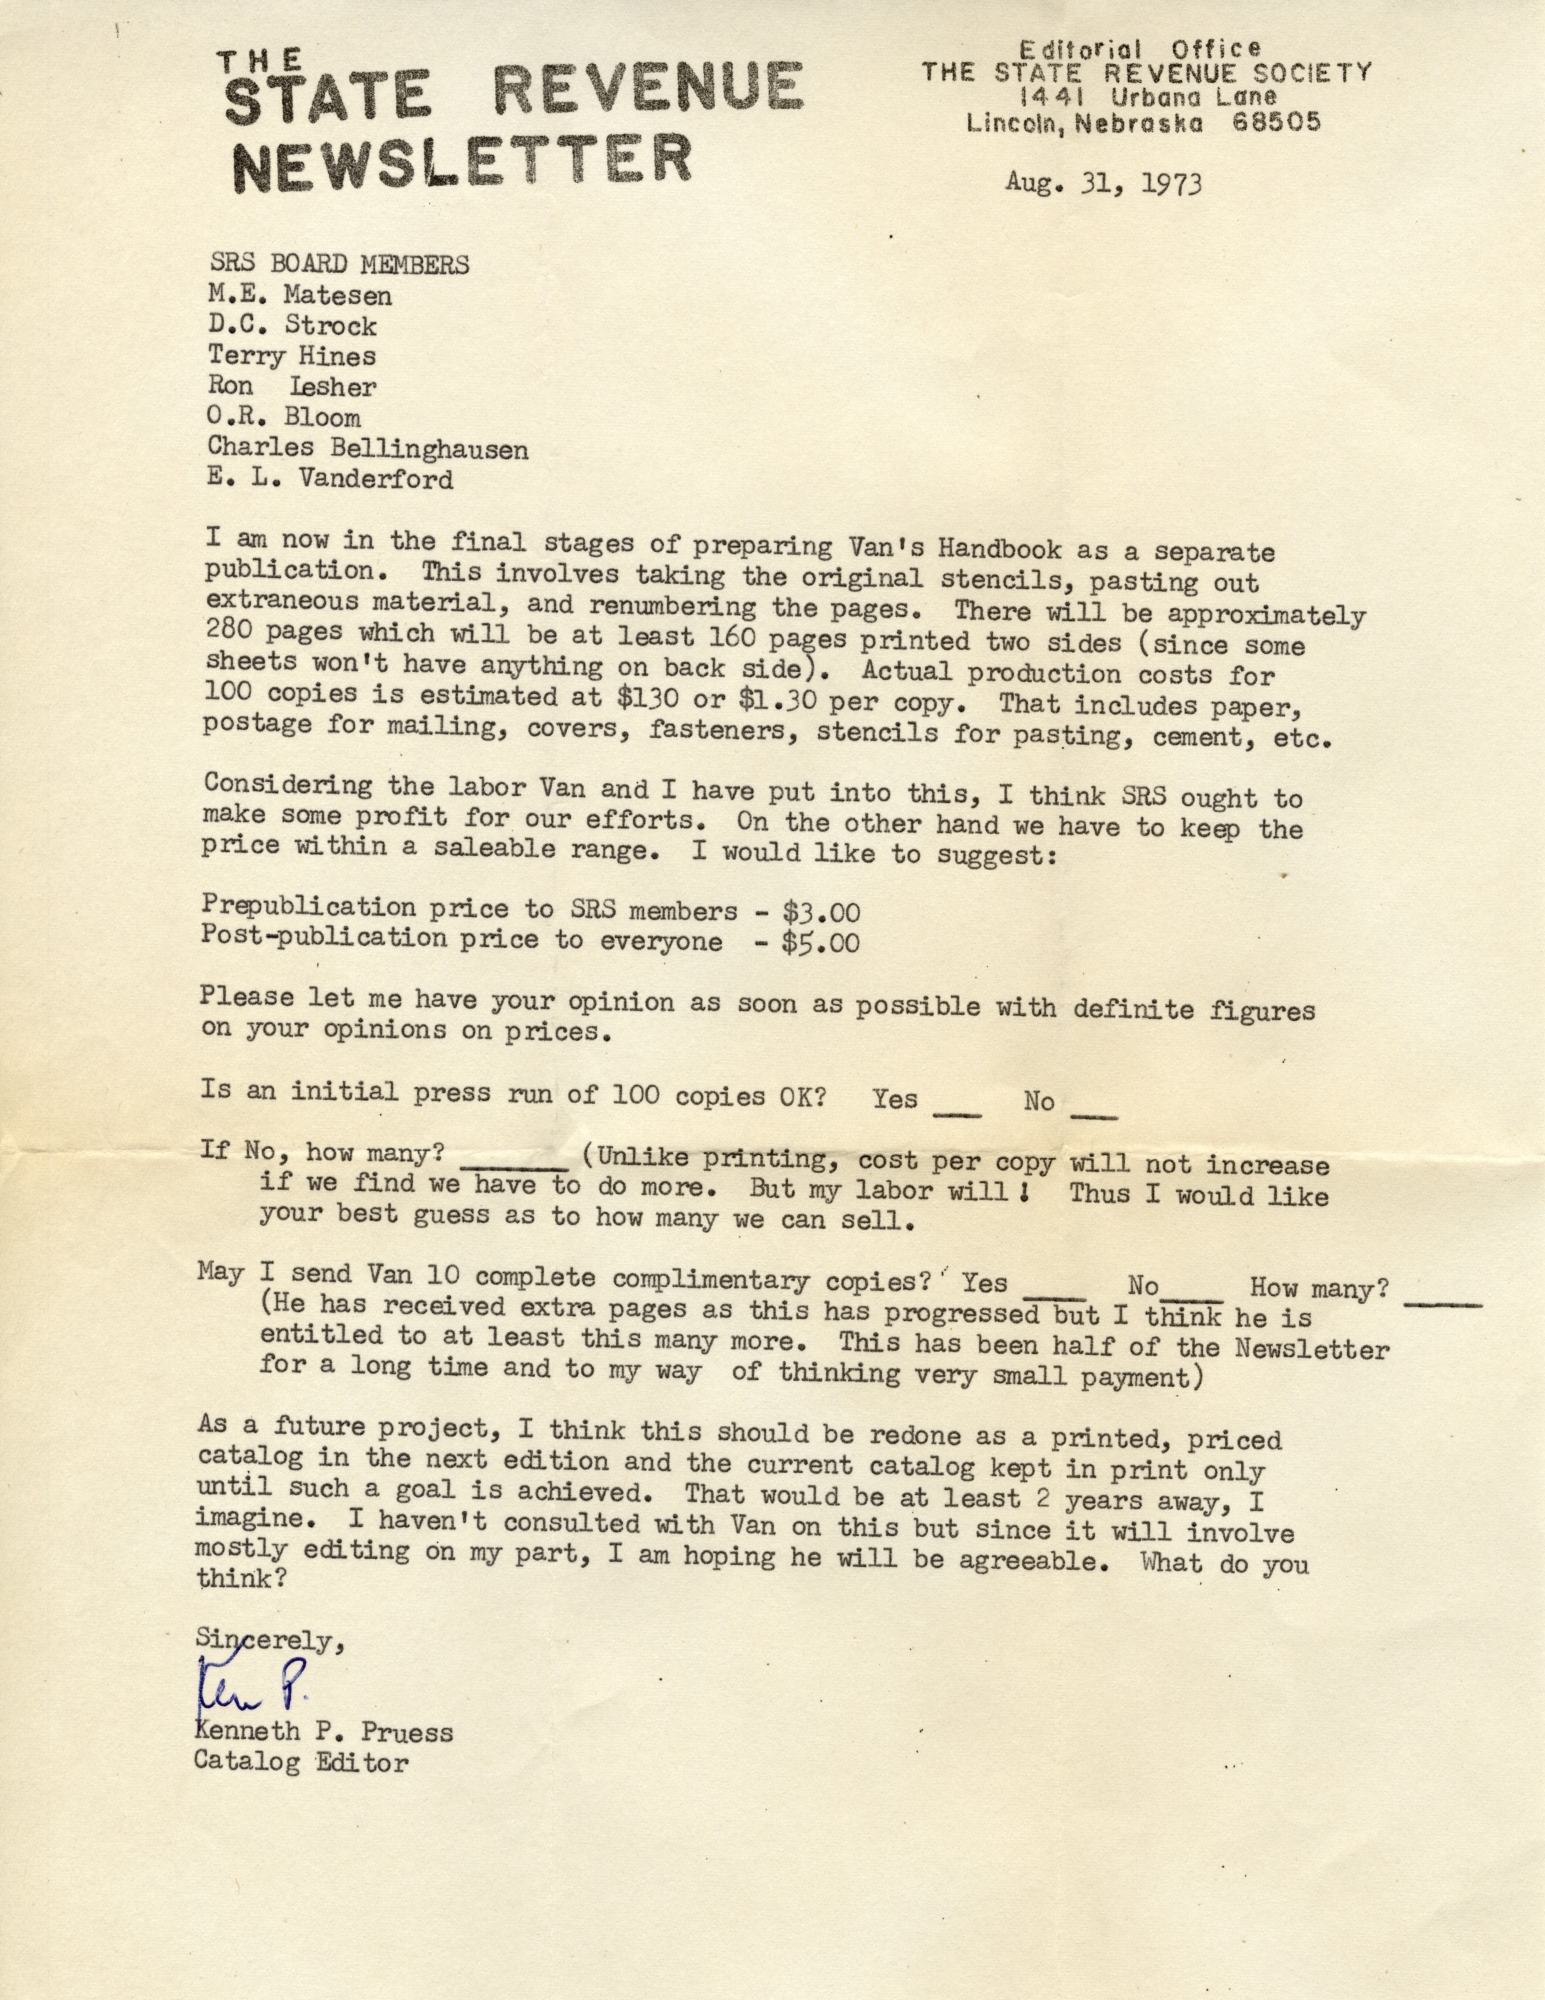 THE
STATE REVENUE
NEWSLETTER
Editorial Office
THE STATE REVENUE SOCIETY
1441 Urbana Lane
Lincoln, Nebraska 68505
Aug. 31, 1973
SRS BOARD MEMBERS
M.E. Matesen
D.C. Strock
Terry Hines
Ron Lesher
O.R. Bloom
Charles Bellinghausen
E. L. Vanderford
I am now in the final stages of preparing Van's Handbook as a separate
publication. This involves taking the original stencils, pasting out
extraneous material, and renumbering the pages. There will be approximately
280 pages which will be at least 160 pages printed two sides (since some
sheets won't have anything on back side). Actual production costs for
100 copies is estimated at $130 or $1.30 per copy. That includes paper,
postage for mailing, covers, fasteners, stencils for pasting, cement, etc.
Considering the labor Van and I have put into this, I think SRS ought to
make some profit for our efforts. On the other hand we have to keep the
price within a saleable range. I would like to suggest:
Prepublication price to SRS members - $3.00
Post-publication price to everyone - $5.00
Please let me have your opinion as soon as possible with definite figures
on your opinions on prices.
Is an initial press run of 100 copies OK? Yes ___ No ___
If No, how many? _______ (Unlike printing, cost per copy will not increase
if we find we have to do more. But my labor will! Thus I would like
your best guess as to how many we can sell.
May I send Van 10 complete complimentary copies? Yes ____ No____ How many? _____
(He has received extra pages as this has progressed but I think he is
entitled to at least this many more. This has been half of the Newsletter
for a long time and to my way of thinking very small payment)
As a future project, I think this should be redone as a printed, priced
catalog in the next edition and the current catalog kept in print only
until such a goal is achieved. That would be at least 2 years away, I
imagine. I haven't consulted with Van on this but since it will involve
mostly editing on my part, I am hoping he will be agreeable. What do you
think?
Sincerely,
Ken P.
Kenneth P. Pruess
Catalog Editor